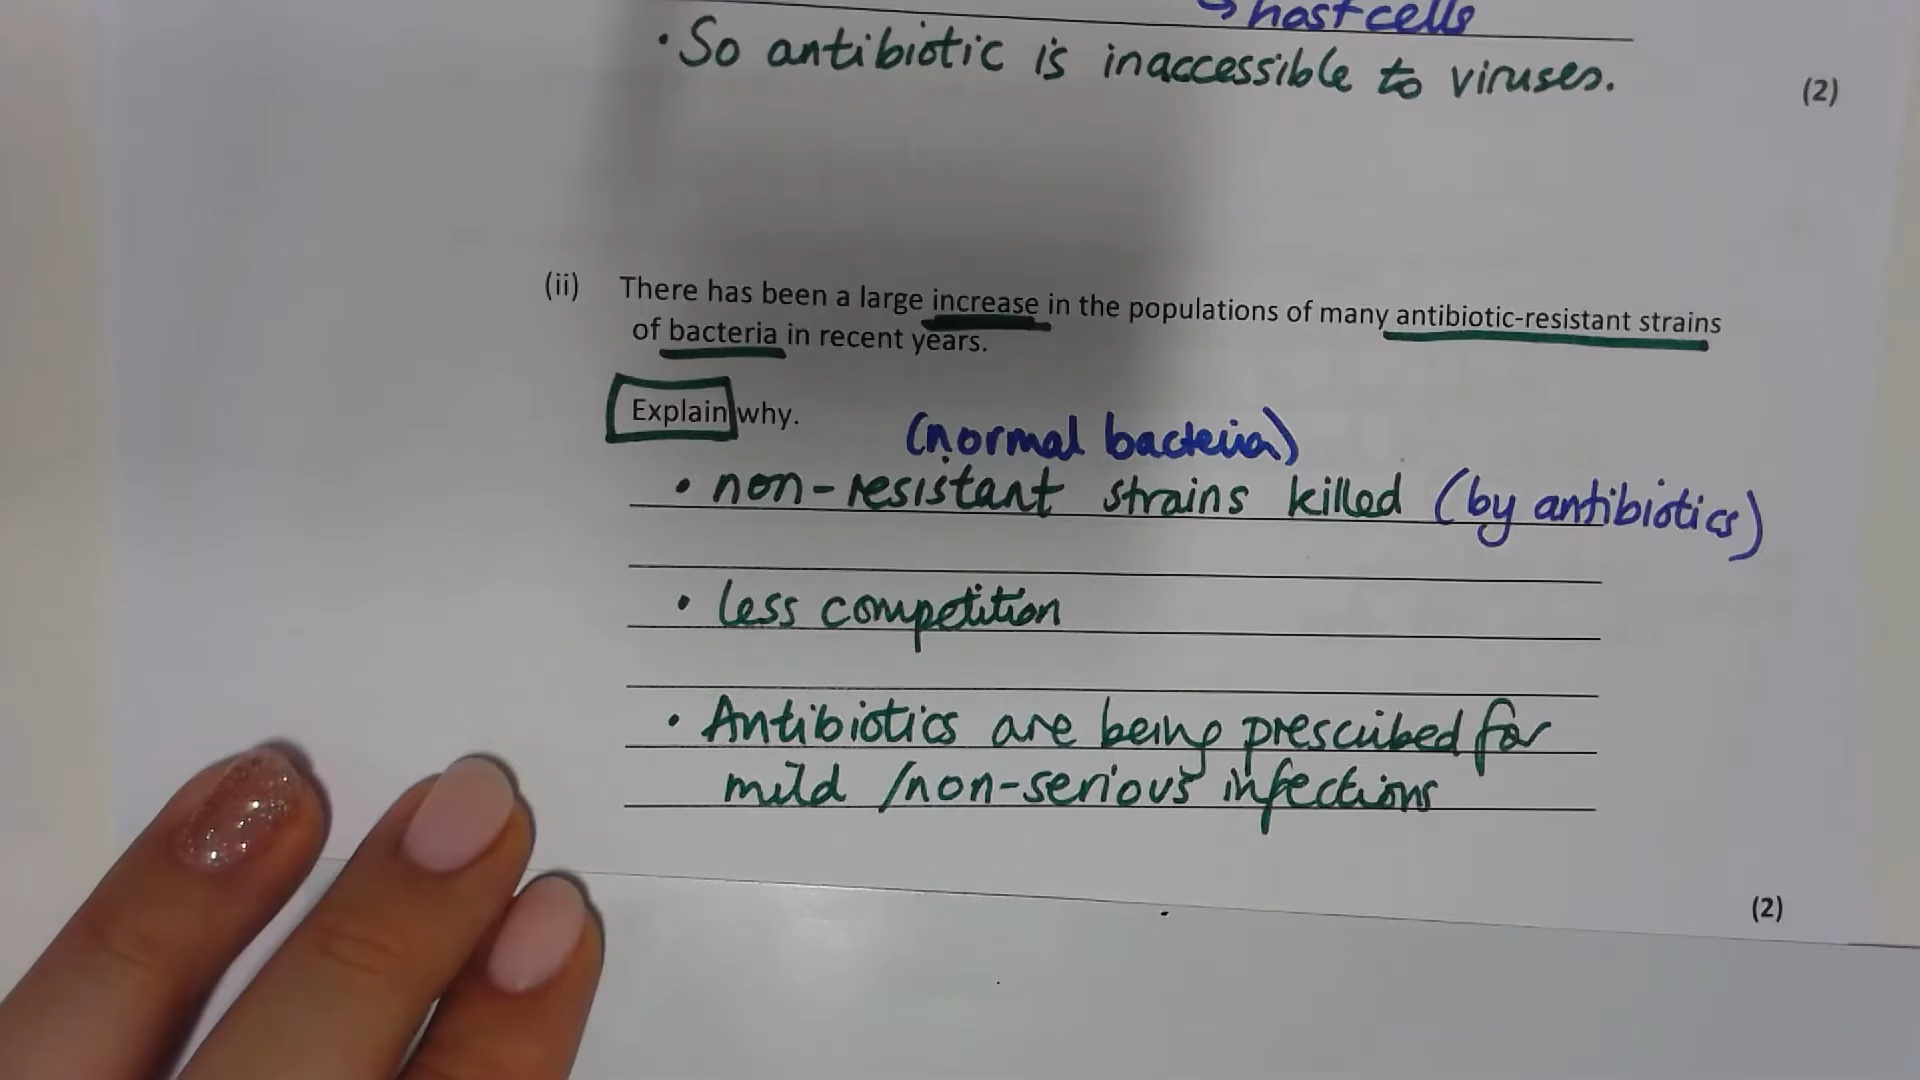 ↳ host cells
• So antibiotic is inaccessible to viruses.
(2)
(ii) There has been a large increase in the populations of many antibiotic-resistant strains
of bacteria in recent years.
Explain why.
(normal bacteria)
• non-resistant strains killed (by antibiotics)
• less competition
• Antibiotics are being prescribed for
mild /non-serious infections
(2)